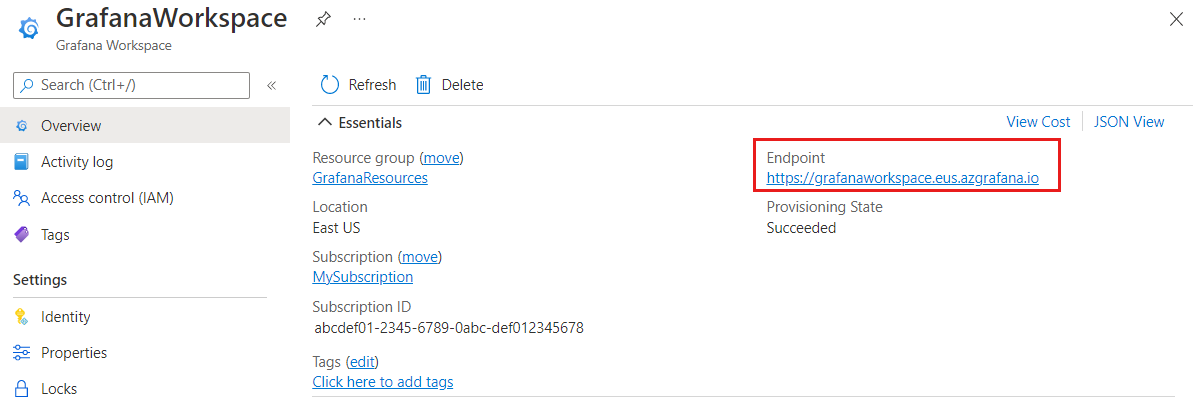 GrafanaWorkspace
...
Grafana Workspace
Search (Ctrl+/)
«
Overview
Activity log
Access control (IAM)
Tags
Settings
Identity
Properties
Locks
Refresh
Delete
Essentials
View Cost
JSON View
Resource group (move)
GrafanaResources
Location
East US
Subscription (move)
MySubscription
Subscription ID
abcdef01-2345-6789-0abc-def012345678
Tags (edit)
Click here to add tags
Endpoint
https://grafanaworkspace.eus.azgrafana.io
Provisioning State
Succeeded